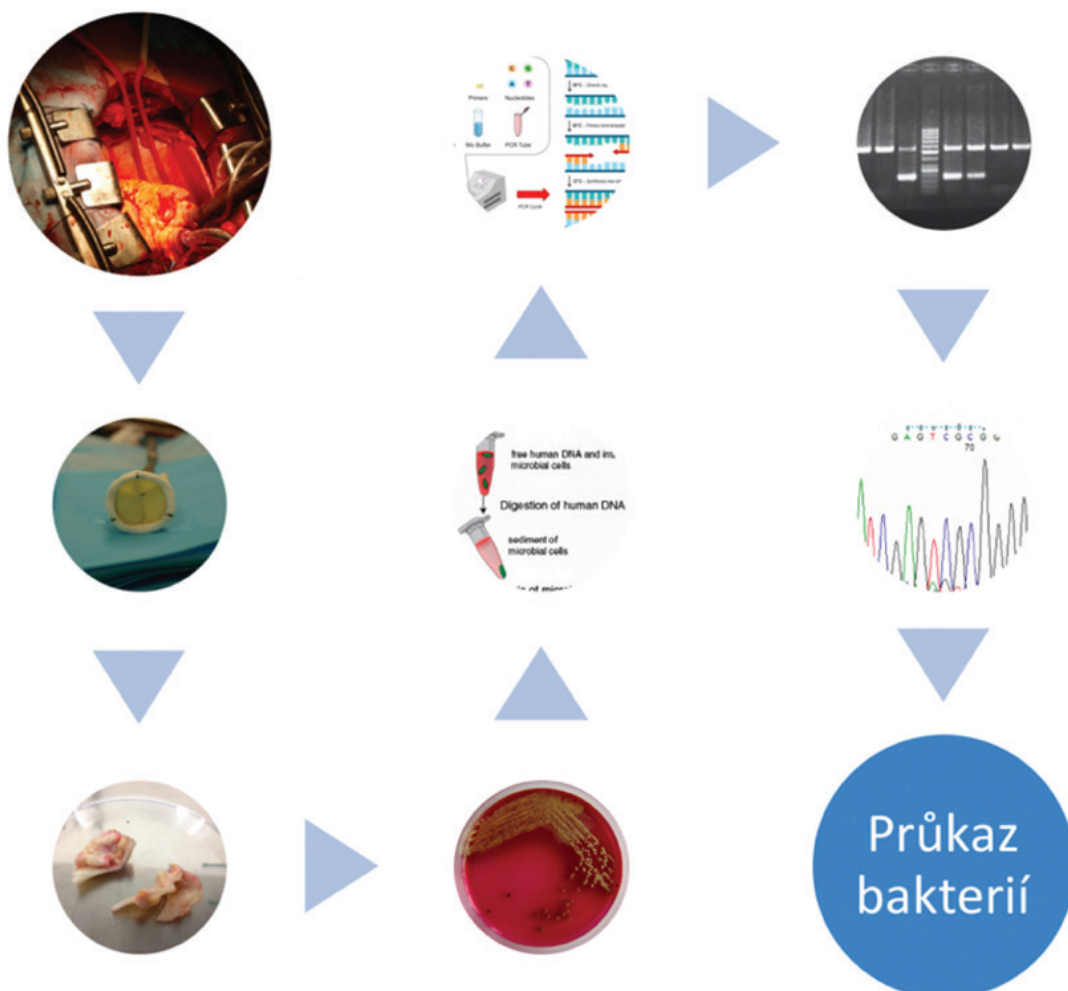 Primers
Nucleotides
C
G
A
T
Mix Buffer
PCR Tube
PCR Cycle
free human DNA and
microbial cells
Digestion of human DNA
sediment of
microbial cells
G A G T C G C G
70
Průkaz
bakterií